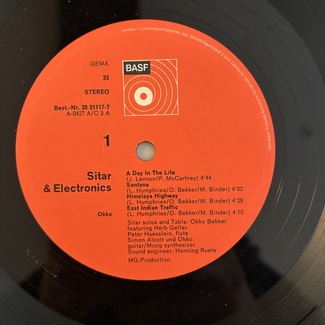 BASF
GEMA
33
STEREO
Best.-Nr. 20 21117-7
A-0427 A/C 3 A
1
Sitar
& Electronics
Okko
A Day In The Life
(J. Lennon/P. McCartney) 4'44
Santana
(L. Humphries/O. Bekker/M. Binder) 4'02
Himalaya Highway
(L. Humphries/O. Bekker/M. Binder) 4'28
East Indian Traffic
(L. Humphries/O. Bekker/M. Binder) 4'10
Sitar solos and Tabla: Okko Bekker
featuring Herb Geller
Peter Haesslein, flute
Simon Alcott und Okko:
guitar/Moog synthesizer
Sound engineer: Henning Ruete
MG-Production